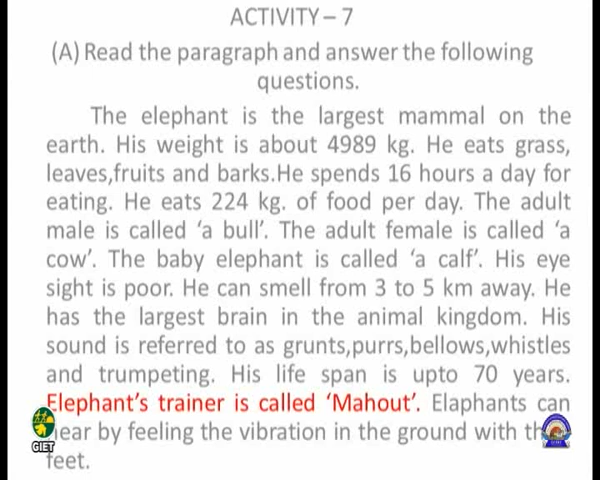 ACTIVITY – 7
(A) Read the paragraph and answer the following
questions.
The elephant is the largest mammal on the
earth. His weight is about 4989 kg. He eats grass,
leaves,fruits and barks.He spends 16 hours a day for
eating. He eats 224 kg. of food per day. The adult
male is called ‘a bull’. The adult female is called ‘a
cow’. The baby elephant is called ‘a calf’. His eye
sight is poor. He can smell from 3 to 5 km away. He
has the largest brain in the animal kingdom. His
sound is referred to as grunts,purrs,bellows,whistles
and trumpeting. His life span is upto 70 years.
Elephant’s trainer is called ‘Mahout’. Elaphants can
hear by feeling the vibration in the ground with
feet.
GIET